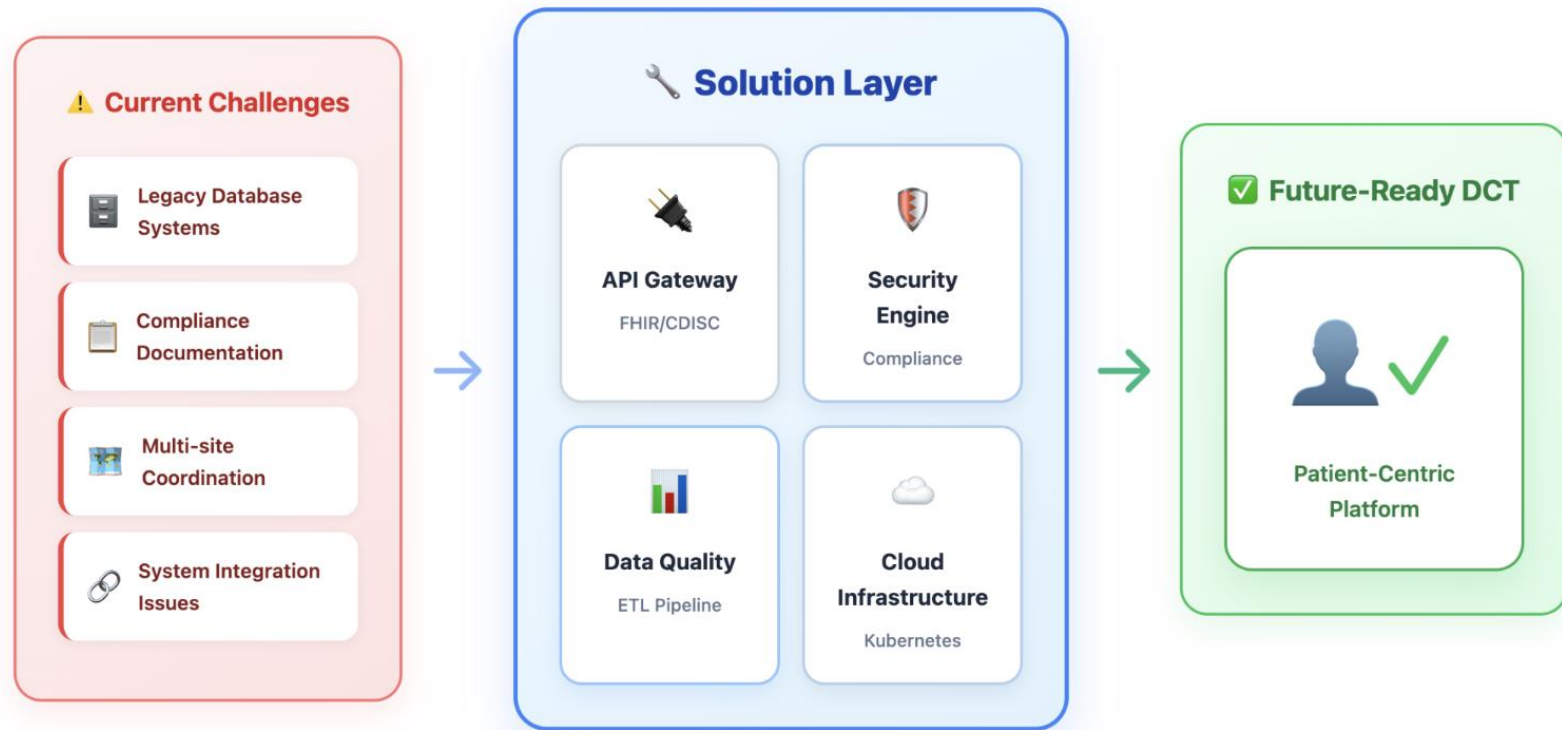 Current Challenges
Legacy Database
Systems
Compliance
Documentation
Multi-site
Coordination
System Integration
Issues
Solution Layer
API Gateway
FHIR/CDISC
Security
Engine
Compliance
Data Quality
ETL Pipeline
Cloud
Infrastructure
Kubernetes
Future-Ready DCT
Patient-Centric
Platform